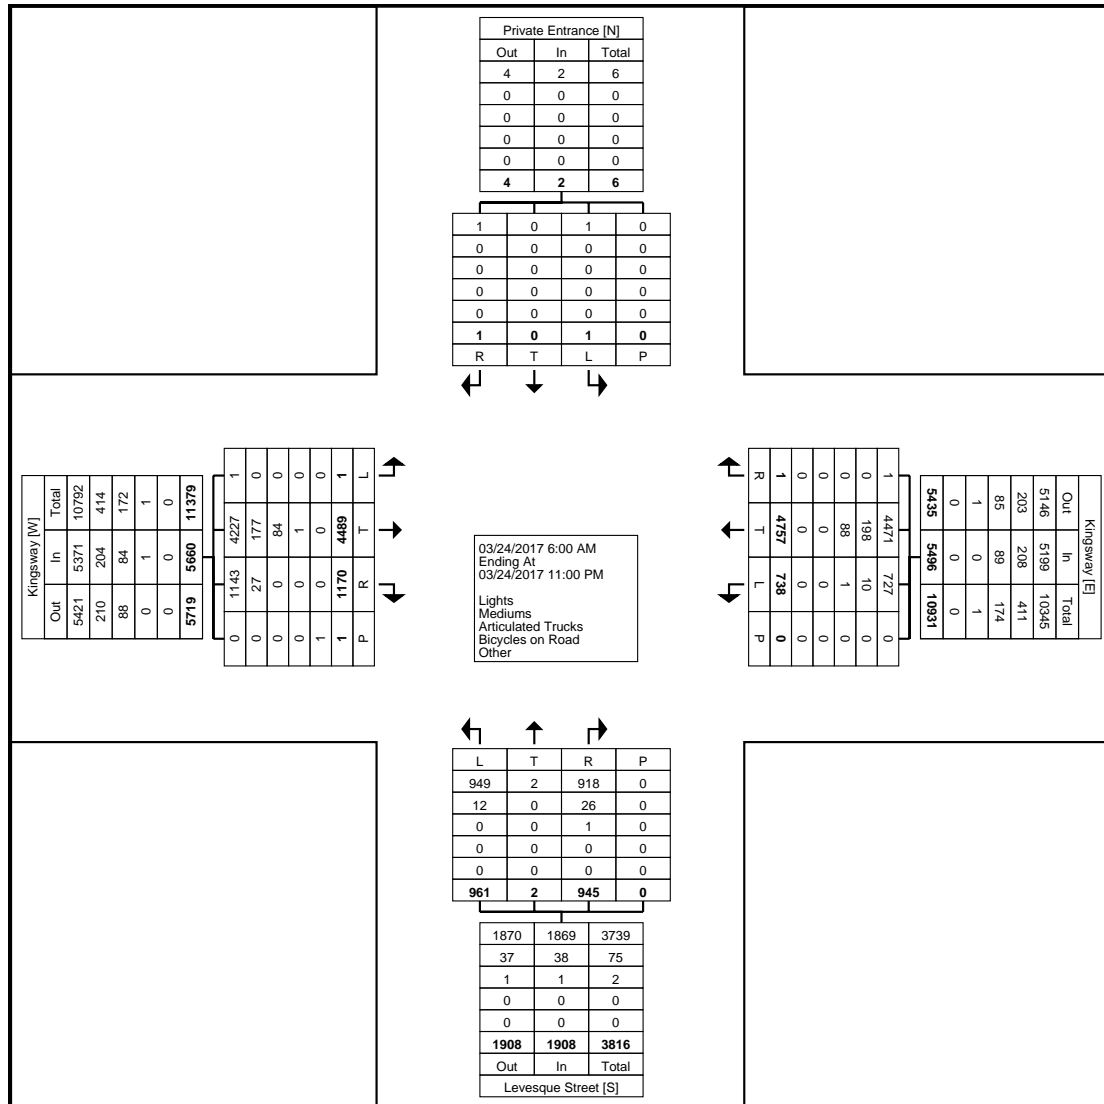 Private Entrance [N]
Out In Total
4 2 6
0 0 0
0 0 0
0 0 0
0 0 0
4 2 6
1 0 1 0
0 0 0 0
0 0 0 0
0 0 0 0
0 0 0 0
1 0 1 0
R T L P
Kingsway [W]
Total 10792 414 172 1 0 11379
In 5371 204 84 1 0 5660
Out 5421 210 88 0 0 5719
1 0 0 0 0 1 L
4227 177 84 1 0 4489 T
1143 27 0 0 0 1170 R
0 0 0 0 1 1 P
03/24/2017 6:00 AM
Ending At
03/24/2017 11:00 PM
Lights
Mediums
Articulated Trucks
Bicycles on Road
Other
R 1 0 0 0 0 1
T 4757 0 0 88 198 4471
L 738 0 0 1 10 727
P 0 0 0 0 0 0
Kingsway [E]
Out In Total
5146 5199 10345
203 208 411
85 89 174
1 0 1
0 0 0
5435 5496 10931
L T R P
949 2 918 0
12 0 26 0
0 0 1 0
0 0 0 0
0 0 0 0
961 2 945 0
1870 1869 3739
37 38 75
1 1 2
0 0 0
0 0 0
1908 1908 3816
Out In Total
Levesque Street [S]